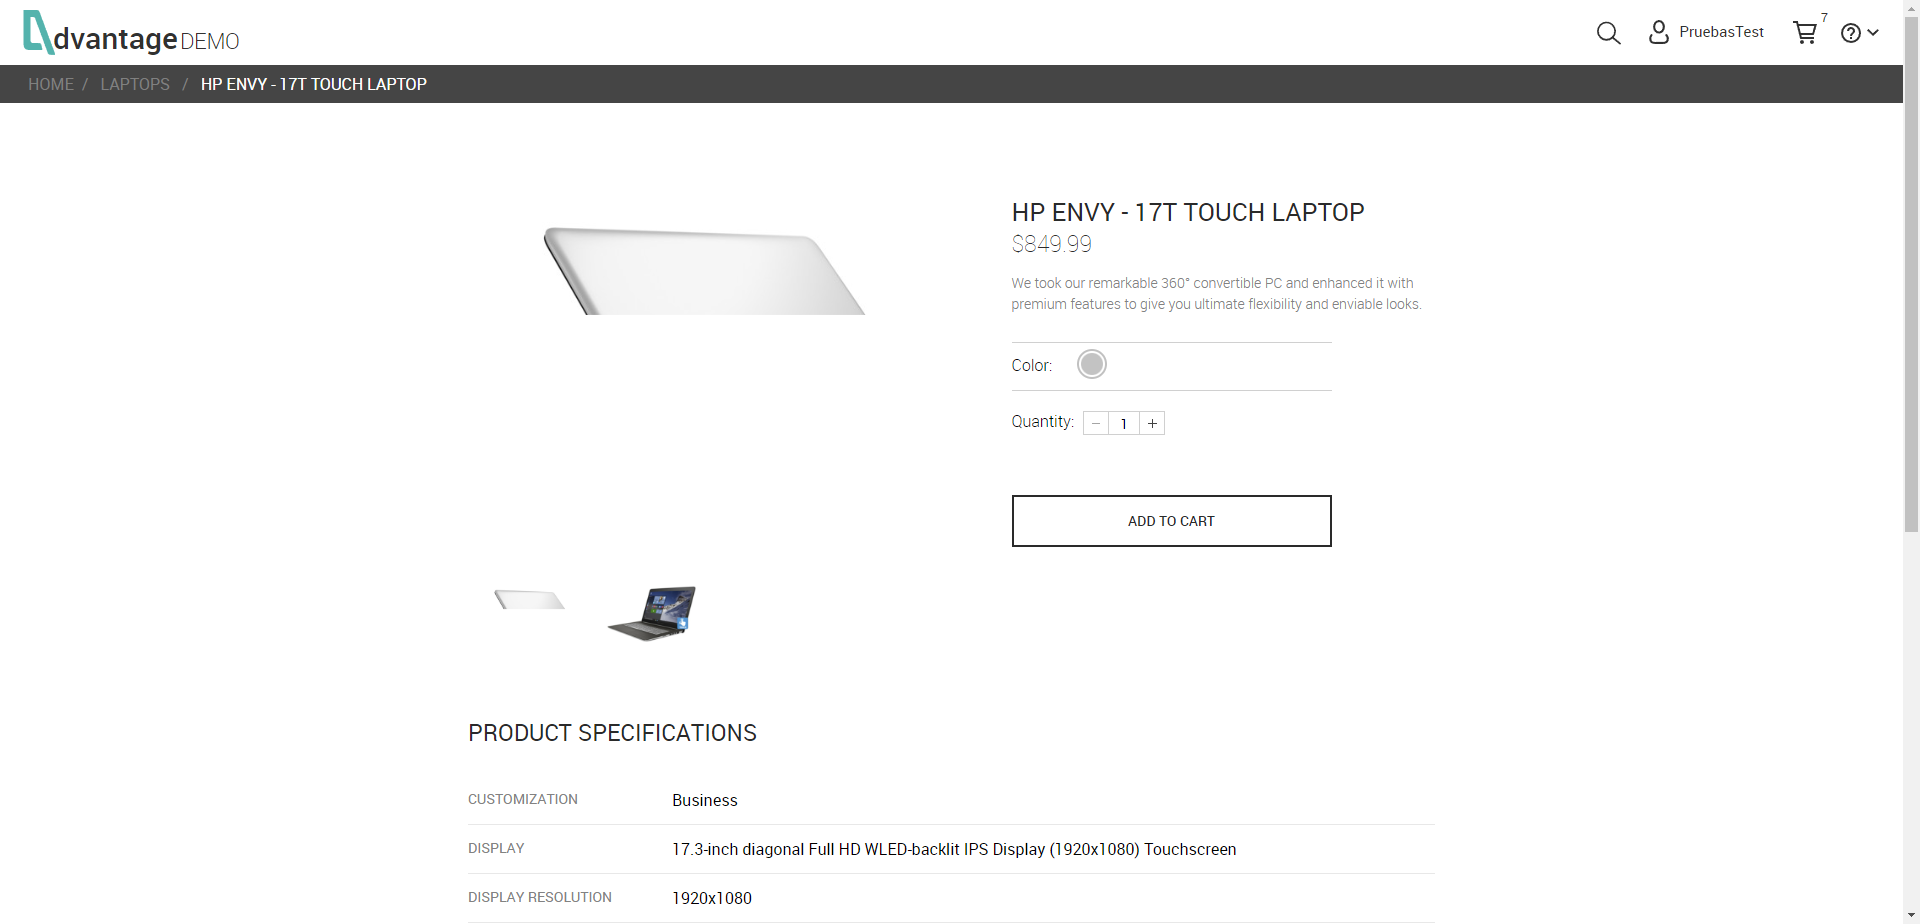 dvantage DEMO
PruebasTest
7
HOME / LAPTOPS / HP ENVY - 17T TOUCH LAPTOP
HP ENVY - 17T TOUCH LAPTOP
$849.99
We took our remarkable 360° convertible PC and enhanced it with
premium features to give you ultimate flexibility and enviable looks.
Color:
Quantity: − 1 +
ADD TO CART
PRODUCT SPECIFICATIONS
CUSTOMIZATION Business
DISPLAY 17.3-inch diagonal Full HD WLED-backlit IPS Display (1920x1080) Touchscreen
DISPLAY RESOLUTION 1920x1080